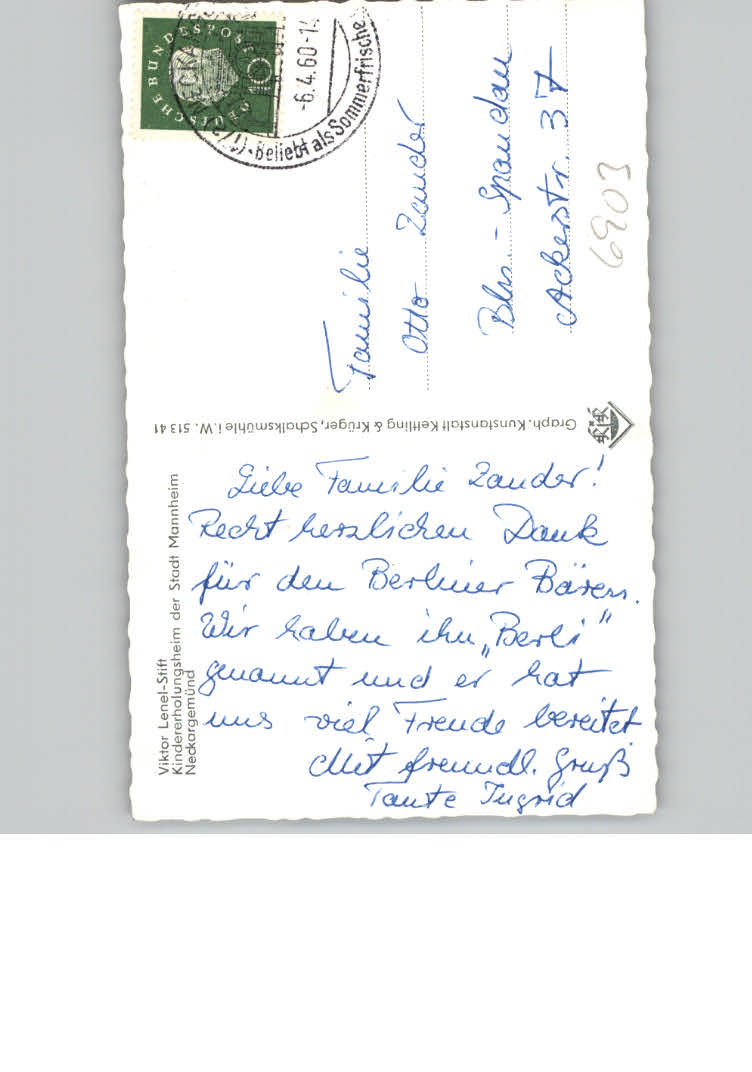 Viktor Lenel-Stift
Kindererholungsheim der Stadt Mannheim
Neckargemünd
Liebe Familie Zander!
Recht herzlichen Dank
für den Berliner Bären.
Wir haben ihn „Berli"
genannt und er hat
uns viel Freude bereitet
Mit freundl. Gruß
Tante Ingrid
Graph. Kunstanstalt Kettling & Krüger, Schalksmühle i.W. 51341
DEUTSCHE BUNDESPOST
10
-6.4.60-14
Beliebt als Sommerfrische
Familie
Otto Zander
Bln. - Spandau
Ackerstr. 37
6903